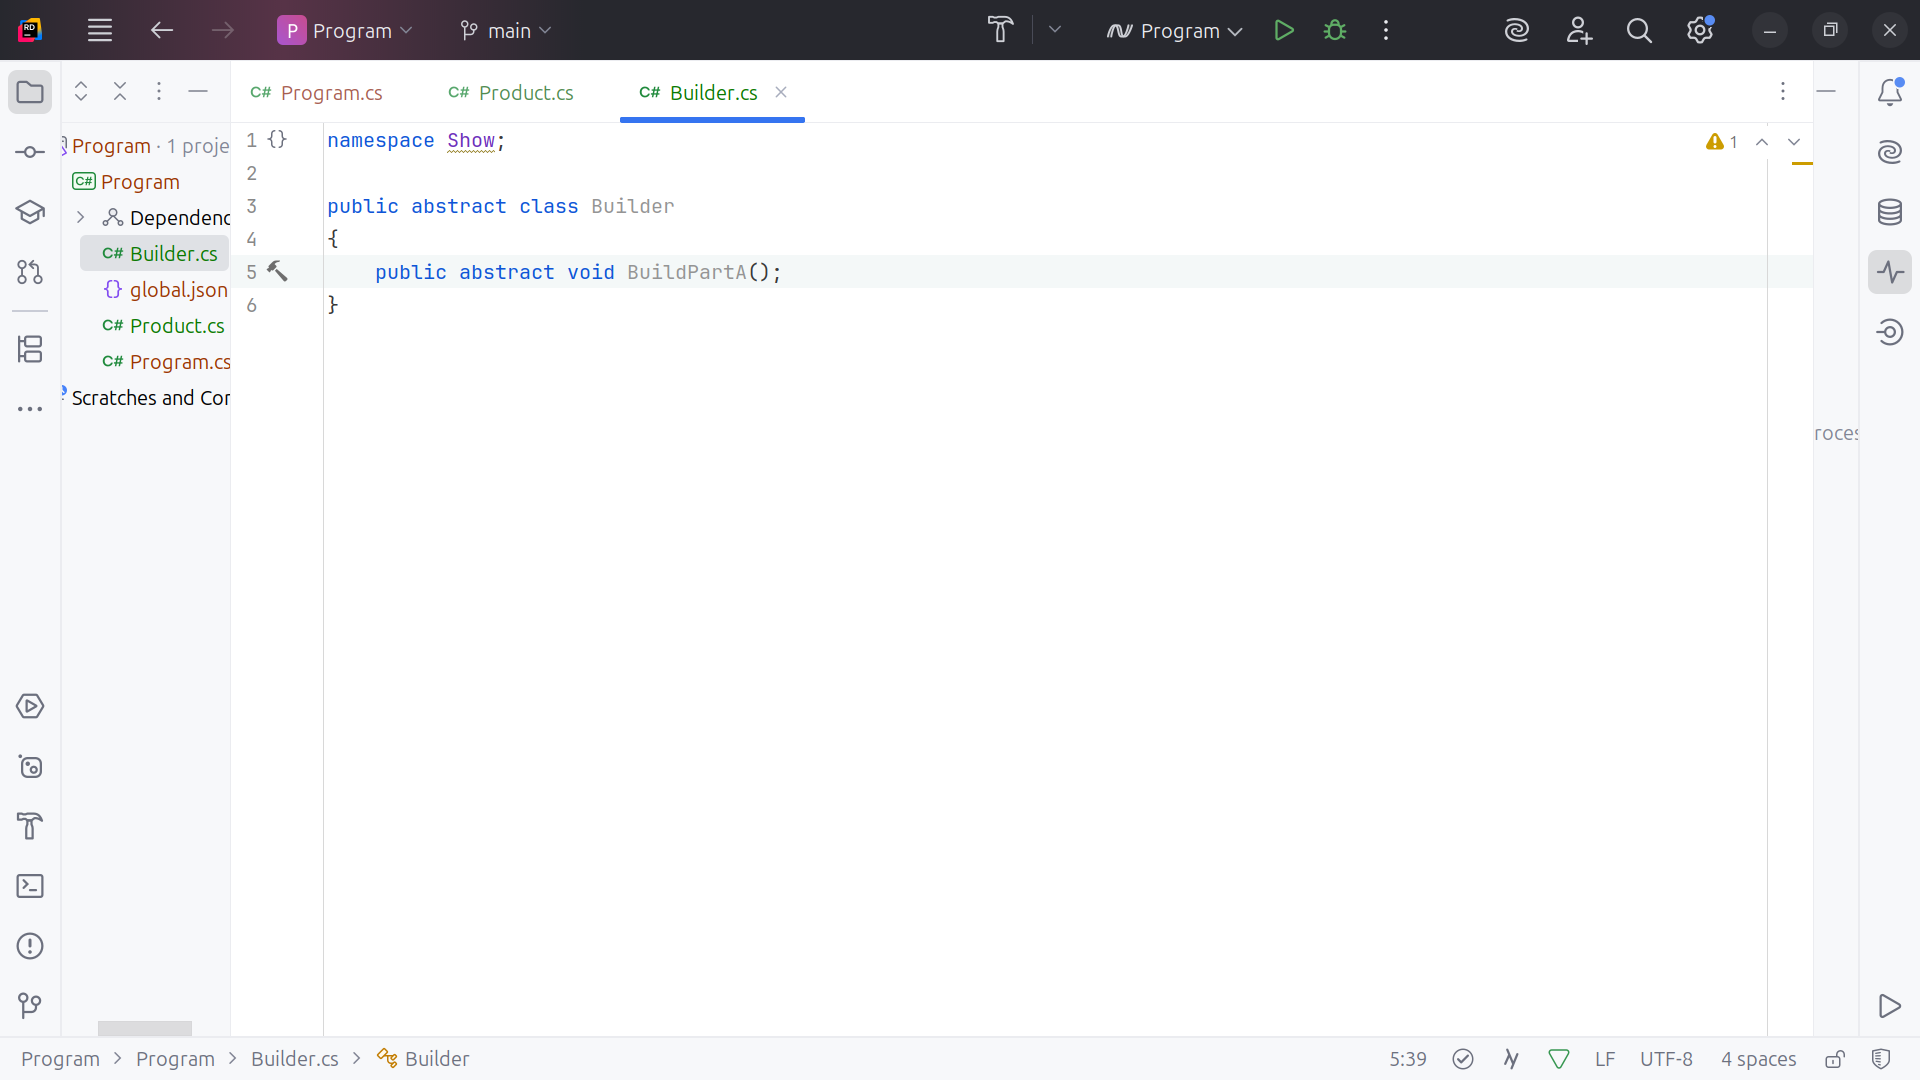 RD
P Program
main
Program
C# Program.cs
C# Product.cs
C# Builder.cs
Program · 1 proje
C# Program
Dependenc
C# Builder.cs
{} global.json
C# Product.cs
C# Program.cs
Scratches and Cor
1 {} namespace Show;
2
3 public abstract class Builder
4 {
5 public abstract void BuildPartA();
6 }
1
roces
Program > Program > Builder.cs > Builder
5:39
LF
UTF-8
4 spaces